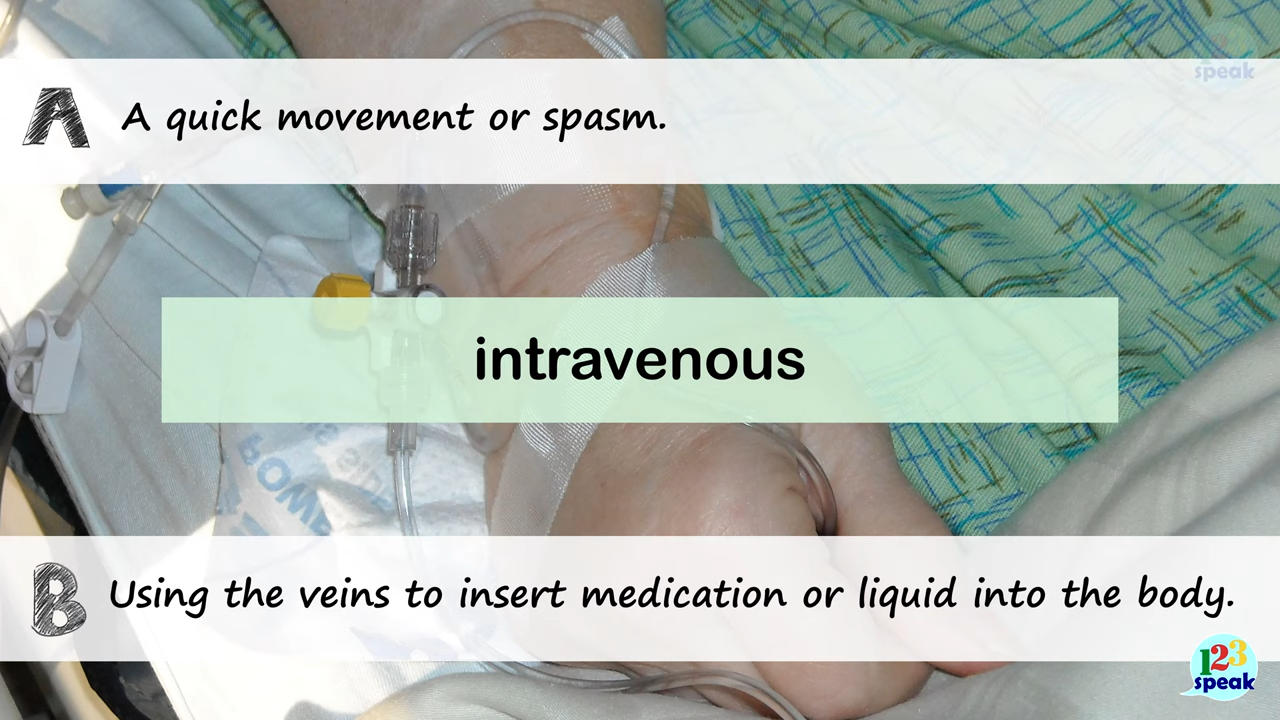 speak
A A quick movement or spasm.
intravenous
B Using the veins to insert medication or liquid into the body.
123
speak